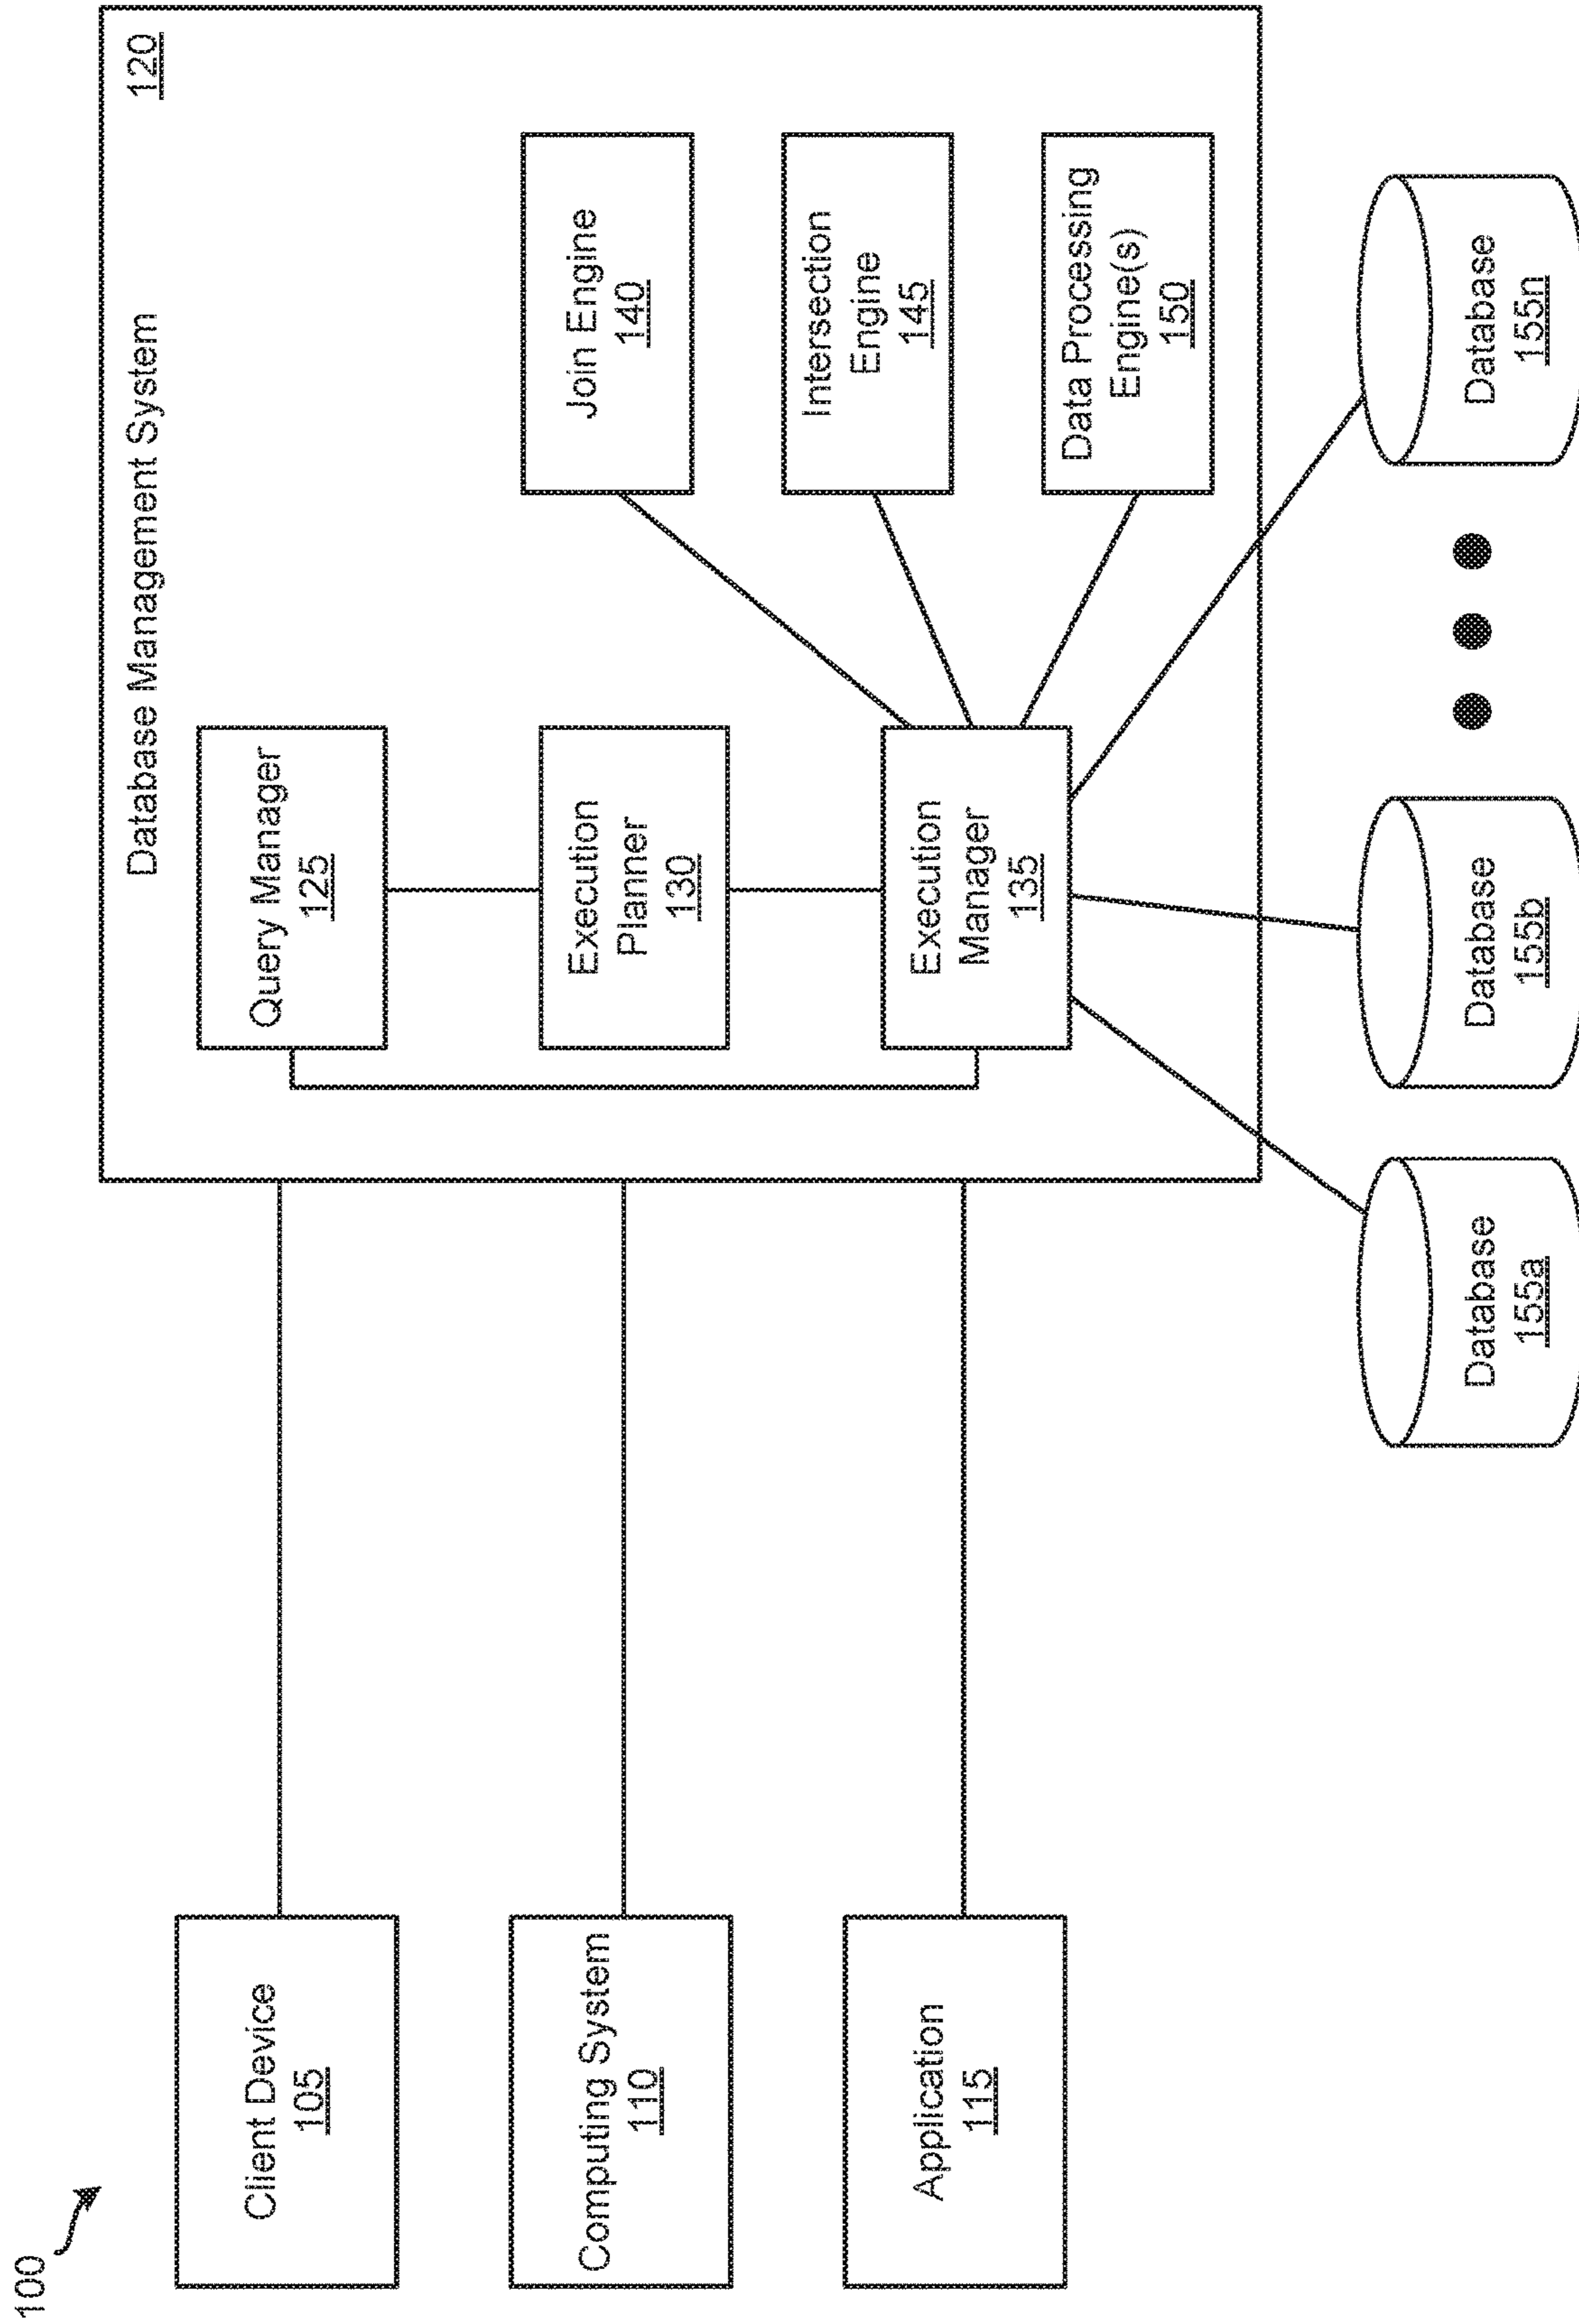 100
Client Device
105
Computing System
110
Application
115
Database Management System
120
Query Manager
125
Execution
Planner
130
Execution
Manager
135
Join Engine
140
Intersection
Engine
145
Data Processing
Engine(s)
150
Database
155a
Database
155b
Database
155n